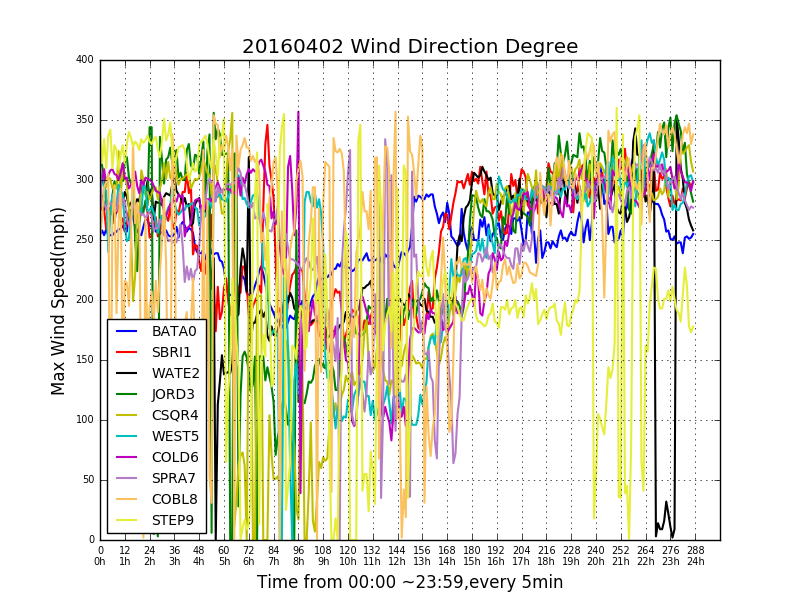 20160402 Wind Direction Degree
400
350
300
250
200
150
100
50
0
Max Wind Speed(mph)
BATA0
SBRI1
WATE2
JORD3
CSQR4
WEST5
COLD6
SPRA7
COBL8
STEP9
0 12 24 36 48 60 72 84 96 108 120 132 144 156 168 180 192 204 216 228 240 252 264 276 288
0h 1h 2h 3h 4h 5h 6h 7h 8h 9h 10h 11h 12h 13h 14h 15h 16h 17h 18h 19h 20h 21h 22h 23h 24h
Time from 00:00 ~23:59,every 5min